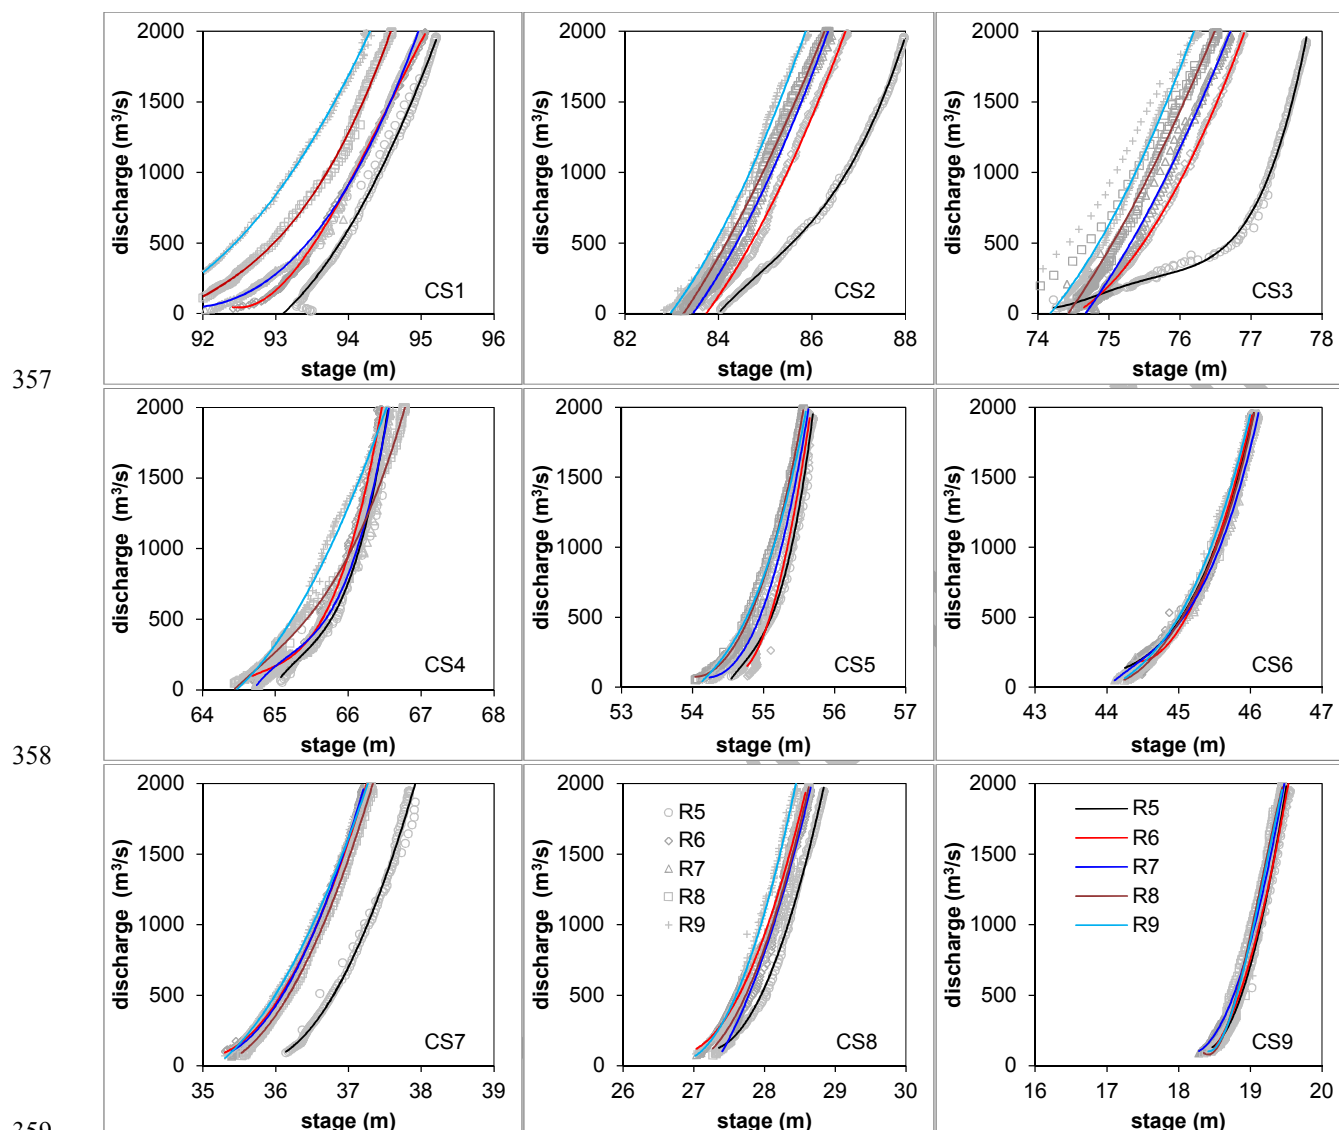 2000
1500
1000
500
0
discharge (m³/s)
92 93 94 95 96
stage (m)
CS1
2000
1500
1000
500
0
discharge (m³/s)
82 84 86 88
stage (m)
CS2
2000
1500
1000
500
0
discharge (m³/s)
74 75 76 77 78
stage (m)
CS3
357
2000
1500
1000
500
0
discharge (m³/s)
64 65 66 67 68
stage (m)
CS4
2000
1500
1000
500
0
discharge (m³/s)
53 54 55 56 57
stage (m)
CS5
2000
1500
1000
500
0
discharge (m³/s)
43 44 45 46 47
stage (m)
CS6
358
2000
1500
1000
500
0
discharge (m³/s)
35 36 37 38 39
stage (m)
CS7
2000
1500
1000
500
0
discharge (m³/s)
26 27 28 29 30
stage (m)
R5
R6
R7
R8
R9
CS8
2000
1500
1000
500
0
discharge (m³/s)
16 17 18 19 20
stage (m)
R5
R6
R7
R8
R9
CS9
359